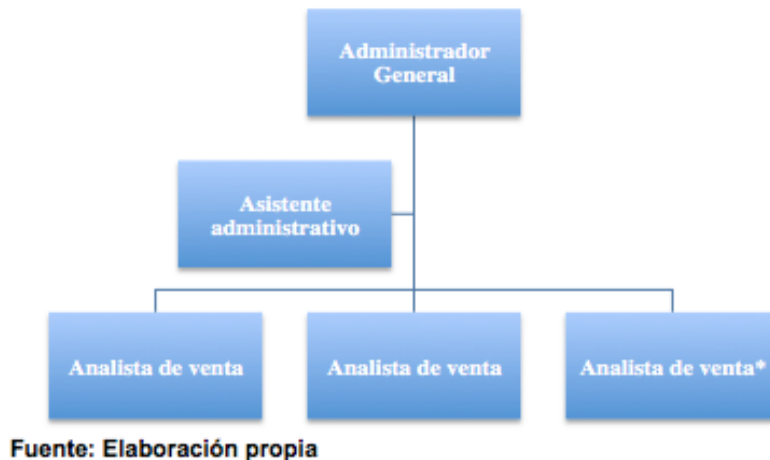 Administrador
General
Asistente
administrativo
Analista de venta
Analista de venta
Analista de venta*
Fuente: Elaboración propia